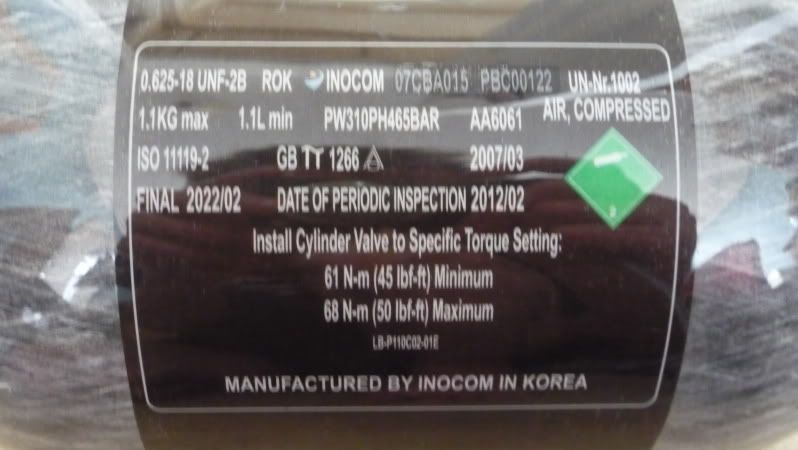 0.625-18 UNF-2B ROK INOCOM 07CBA015 PBC00122 UN-Nr.1002
1.1KG max 1.1L min PW310PH465BAR AA6061 AIR, COMPRESSED
ISO 11119-2 GB TT 1266 2007/03
FINAL 2022/02 DATE OF PERIODIC INSPECTION 2012/02
2
Install Cylinder Valve to Specific Torque Setting:
61 N-m (45 lbf-ft) Minimum
68 N-m (50 lbf-ft) Maximum
LB-P110C02-01E
MANUFACTURED BY INOCOM IN KOREA